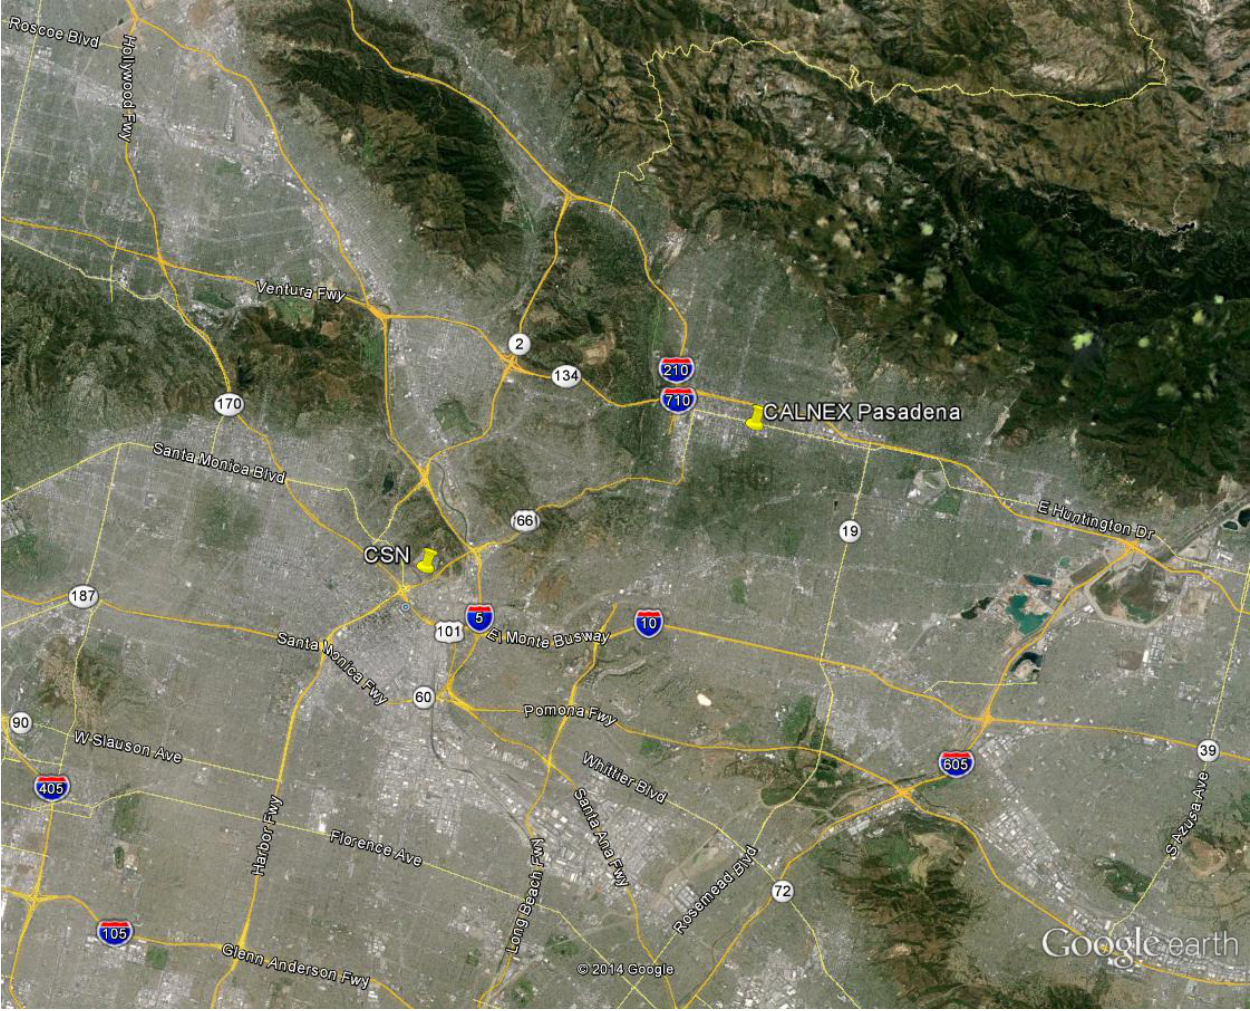 Roscoe Blvd
Hollywood Fwy
Ventura Fwy
2
134
210
710
CALNEX Pasadena
170
Santa Monica Blvd
66
19
E Huntington Dr
CSN
187
5
101
10
El Monte Busway
Santa Monica Fwy
60
Pomona Fwy
90
W Slauson Ave
39
405
605
Whittier Blvd
Santa Ana Fwy
S Azusa Ave
Harbor Fwy
Florence Ave
Long Beach Fwy
Rosemead Blvd
72
105
Glenn Anderson Fwy
© 2014 Google
Google earth